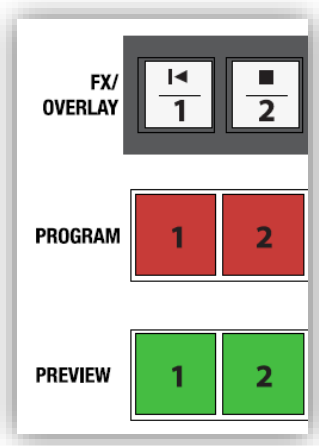 FX/
OVERLAY
1 2
PROGRAM 1 2
PREVIEW 1 2